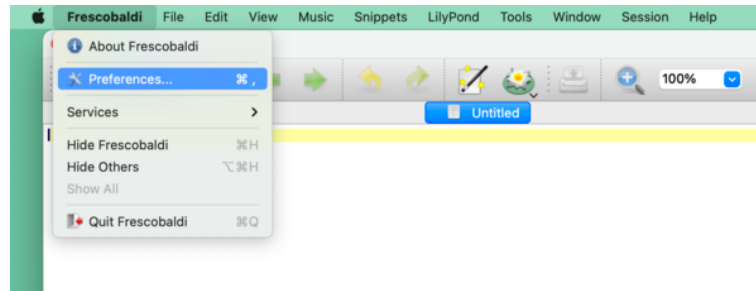 Frescobaldi File Edit View Music Snippets LilyPond Tools Window Session Help
About Frescobaldi
Preferences... ⌘ ,
100%
Services
Untitled
Hide Frescobaldi ⌘H
Hide Others ⌥⌘H
Show All
Quit Frescobaldi ⌘Q